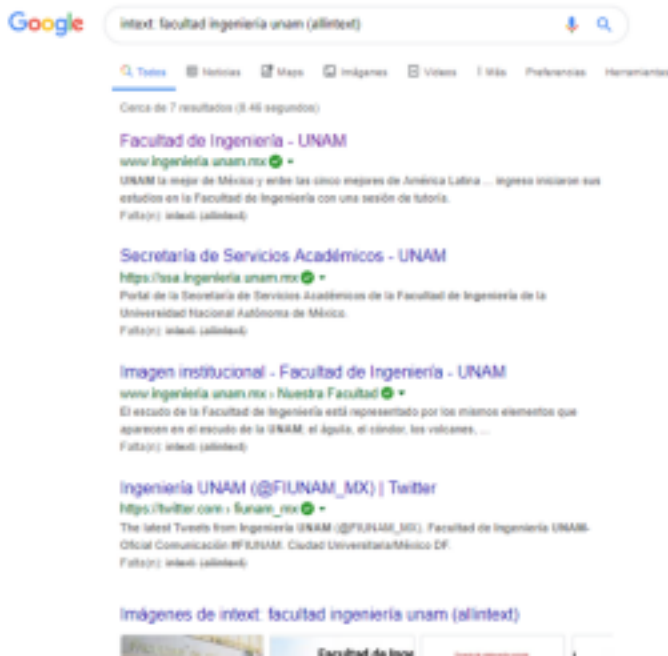 Google
intext: facultad ingeniería unam (allintext)
Todos Noticias Maps Imágenes Vídeos Más Preferencias Herramientas
Cerca de 7 resultados (0.46 segundos)
Facultad de Ingeniería - UNAM
www.ingenieria.unam.mx
UNAM la mejor de México y entre las cinco mejores de América Latina ... ingreso iniciaron sus
estudios en la Facultad de Ingeniería con una sesión de tutoría.
Falta(n): intext: (allintext)
Secretaría de Servicios Académicos - UNAM
https://ssa.ingenieria.unam.mx
Portal de la Secretaría de Servicios Académicos de la Facultad de Ingeniería de la
Universidad Nacional Autónoma de México.
Falta(n): intext: (allintext)
Imagen institucional - Facultad de Ingeniería - UNAM
www.ingenieria.unam.mx › Nuestra Facultad
El escudo de la Facultad de Ingeniería está representado por los mismos elementos que
aparecen en el escudo de la UNAM; el águila, el cóndor, los volcanes, ...
Falta(n): intext: (allintext)
Ingeniería UNAM (@FIUNAM_MX) | Twitter
https://twitter.com › fiunam_mx
The latest Tweets from Ingeniería UNAM (@FIUNAM_MX). Facultad de Ingeniería UNAM-
Oficial Comunicación #FIUNAM. Ciudad Universitaria/México DF.
Falta(n): intext: (allintext)
Imágenes de intext: facultad ingeniería unam (allintext)
Facultad de Inge